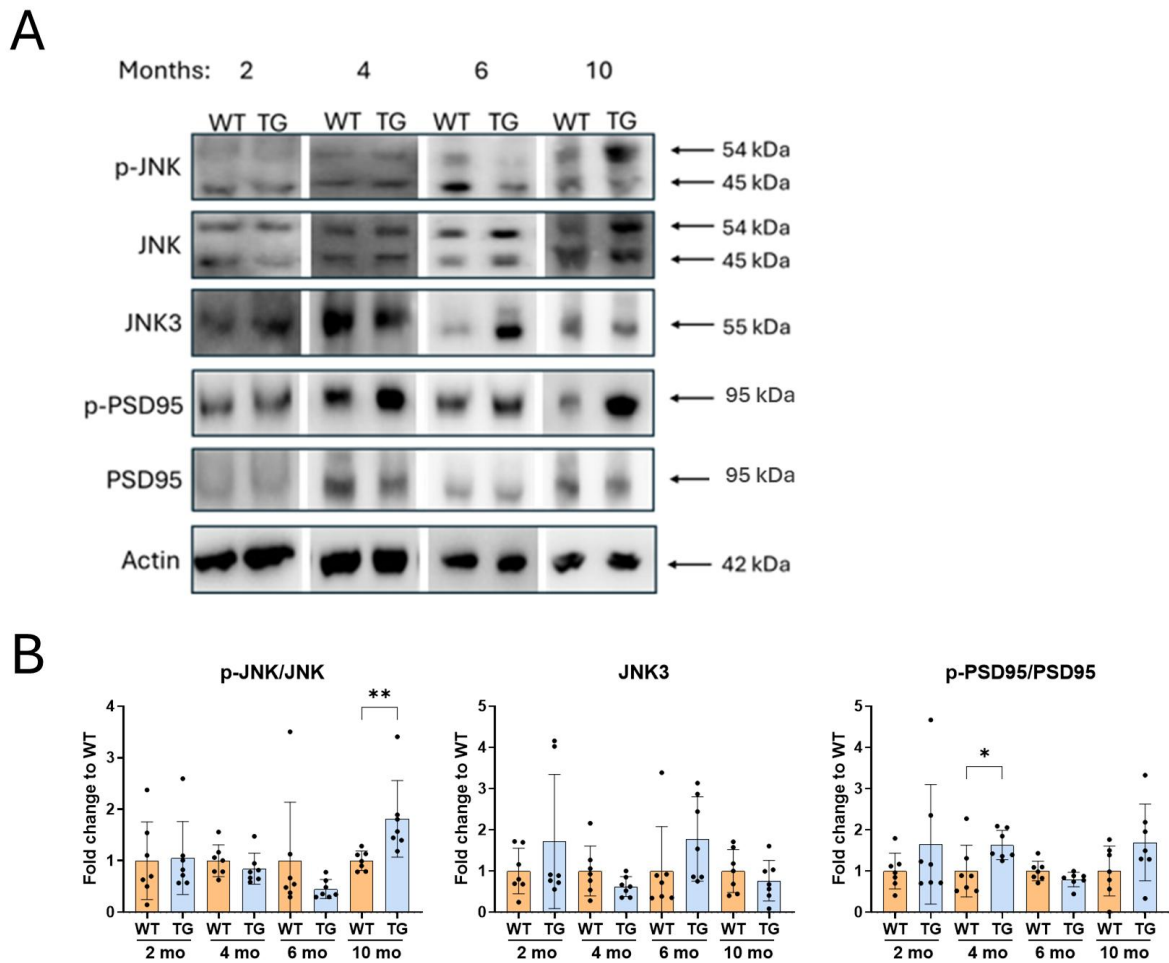 A
Months: 2 4 6 10
WT TG WT TG WT TG WT TG
p-JNK
54 kDa
45 kDa
JNK
54 kDa
45 kDa
JNK3
55 kDa
p-PSD95
95 kDa
PSD95
95 kDa
Actin
42 kDa
B
p-JNK/JNK
Fold change to WT
4
3
2
1
0
**
WT TG WT TG WT TG WT TG
2 mo 4 mo 6 mo 10 mo
JNK3
Fold change to WT
5
4
3
2
1
0
WT TG WT TG WT TG WT TG
2 mo 4 mo 6 mo 10 mo
p-PSD95/PSD95
Fold change to WT
5
4
3
2
1
0
*
WT TG WT TG WT TG WT TG
2 mo 4 mo 6 mo 10 mo